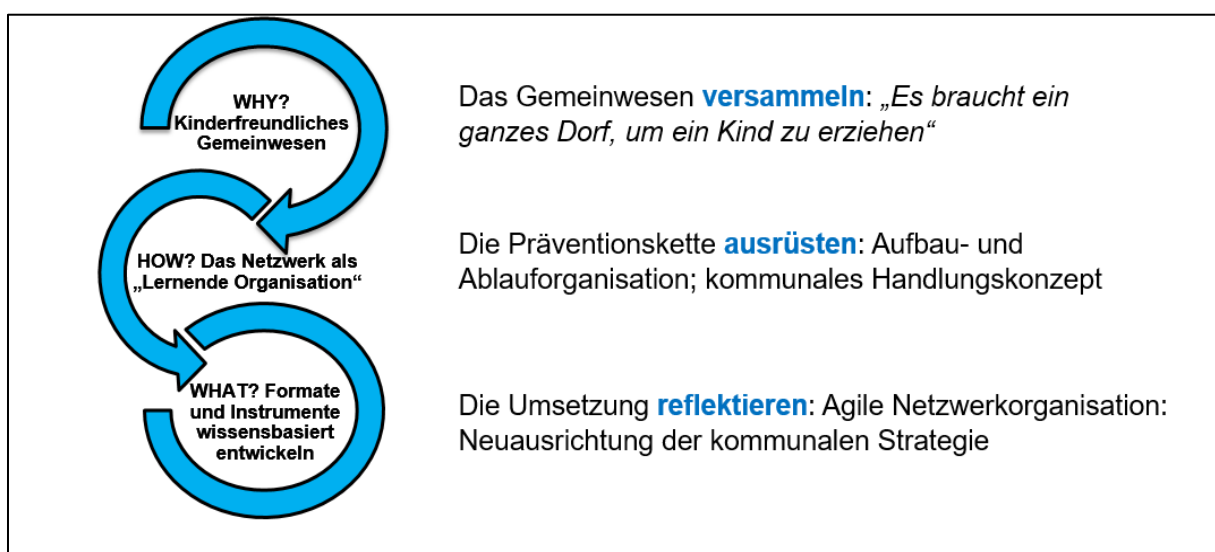 WHY?
Kinderfreundliches
Gemeinwesen
Das Gemeinwesen versammeln: „Es braucht ein
ganzes Dorf, um ein Kind zu erziehen“
HOW? Das Netzwerk als
„Lernende Organisation“
Die Präventionskette ausrüsten: Aufbau- und
Ablauforganisation; kommunales Handlungskonzept
WHAT? Formate
und Instrumente
wissensbasiert
entwickeln
Die Umsetzung reflektieren: Agile Netzwerkorganisation:
Neuausrichtung der kommunalen Strategie